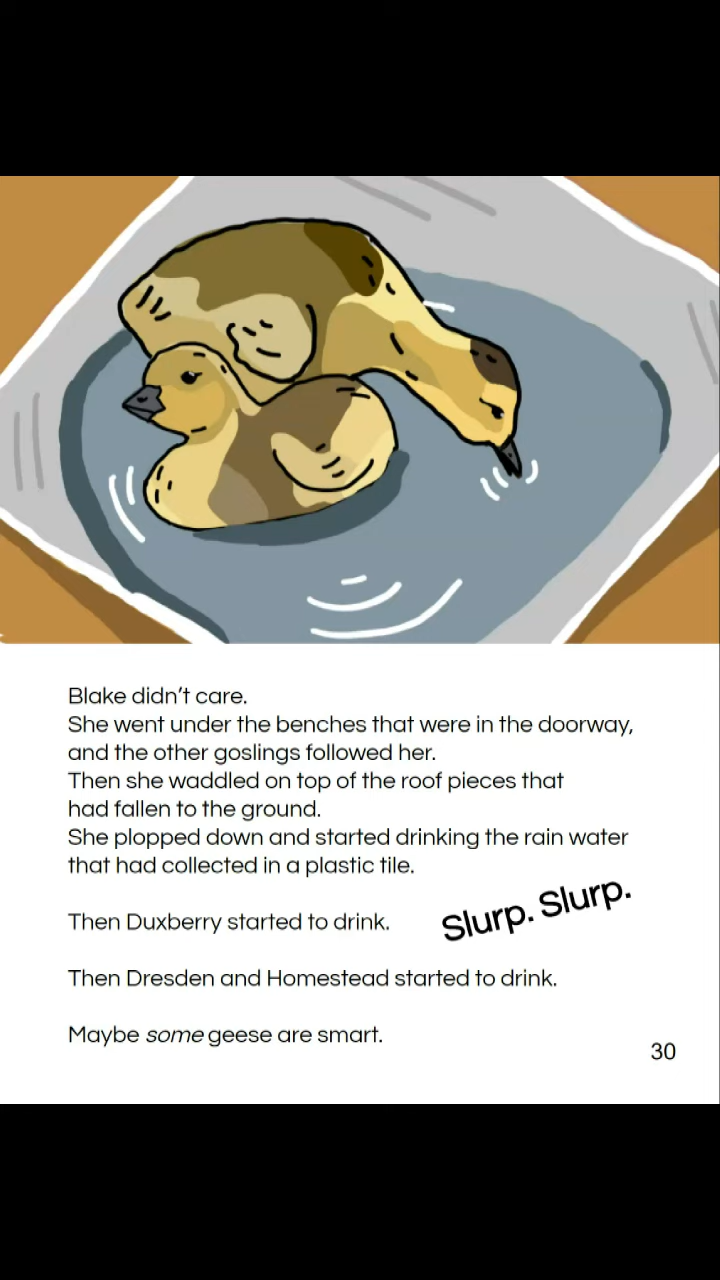 Blake didn’t care.
She went under the benches that were in the doorway,
and the other goslings followed her.
Then she waddled on top of the roof pieces that
had fallen to the ground.
She plopped down and started drinking the rain water
that had collected in a plastic tile.
Then Duxberry started to drink.
Slurp. Slurp.
Then Dresden and Homestead started to drink.
Maybe some geese are smart.
30